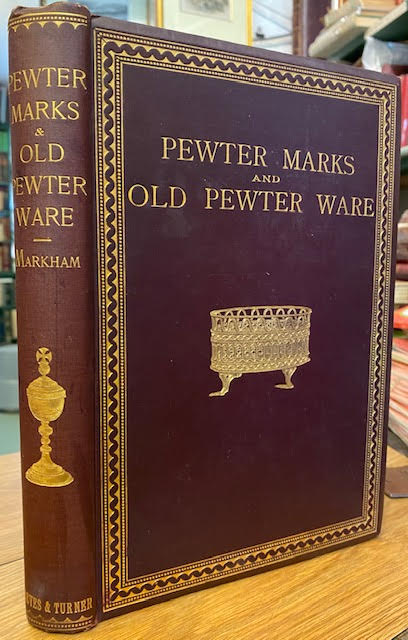 PEWTER
MARKS
&
OLD
PEWTER
WARE
MARKHAM
& TURNER
PEWTER MARKS
AND
OLD PEWTER WARE